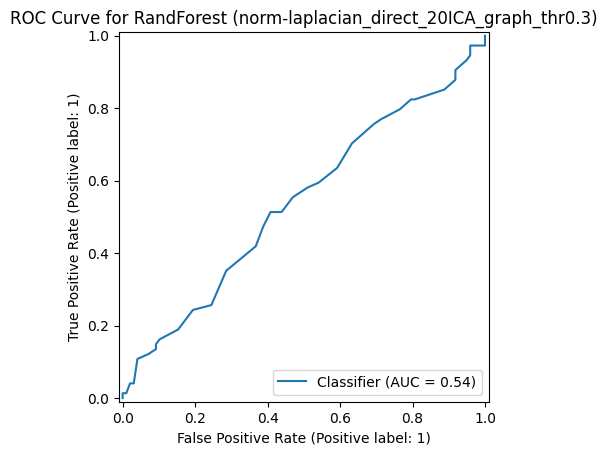 ROC Curve for RandForest (norm-laplacian_direct_20ICA_graph_thr0.3)
1.0
0.8
0.6
0.4
0.2
0.0
True Positive Rate (Positive label: 1)
Classifier (AUC = 0.54)
0.0 0.2 0.4 0.6 0.8 1.0
False Positive Rate (Positive label: 1)